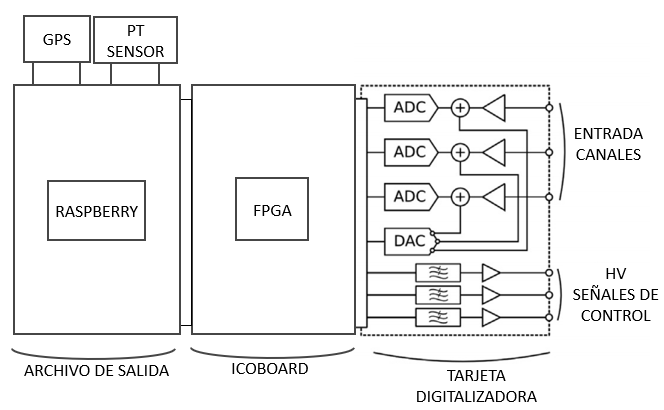 GPS
PT
SENSOR
RASPBERRY
FPGA
ADC
ADC
ADC
DAC
ENTRADA
CANALES
HV
SEÑALES DE
CONTROL
ARCHIVO DE SALIDA
ICOBOARD
TARJETA
DIGITALIZADORA